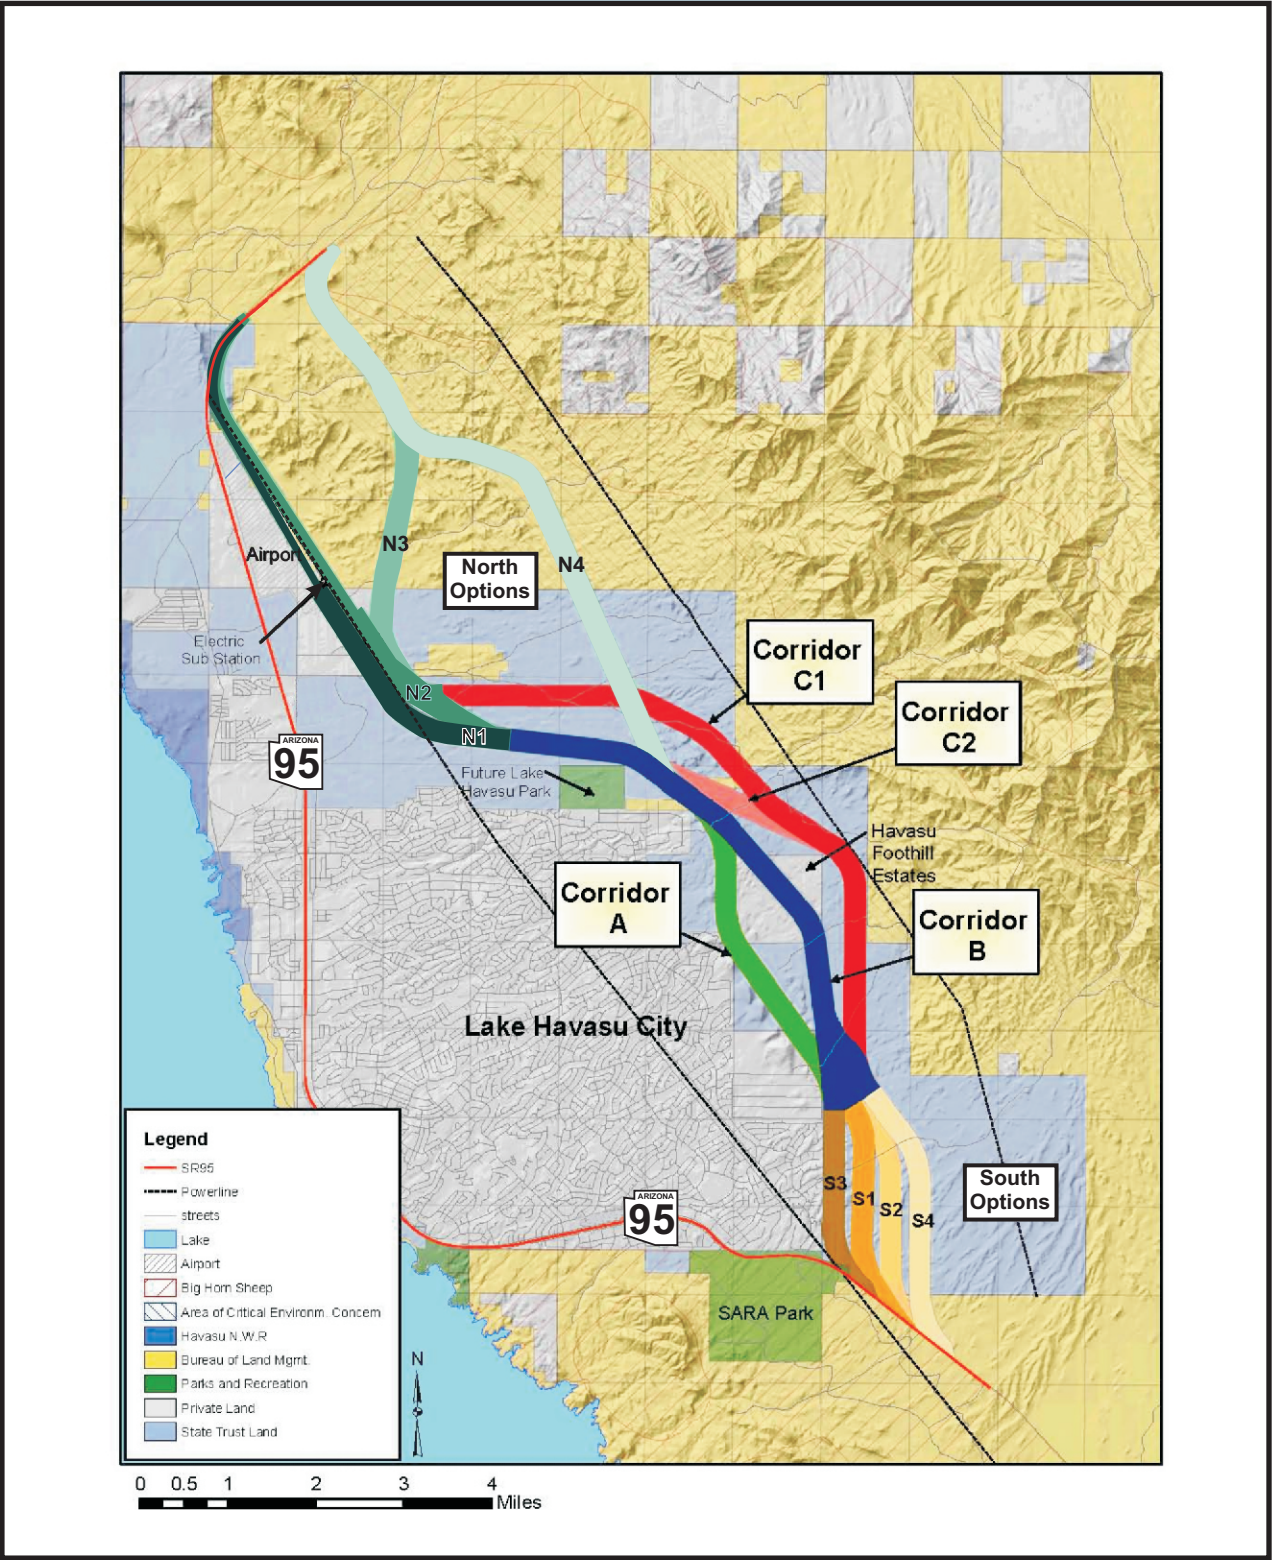 N3
North
Options
N4
Airport
Electric
Sub Station
Corridor
C1
N2
Corridor
C2
N1
ARIZONA
95
Future Lake
Havasu Park
Havasu
Foothill
Estates
Corridor
A
Corridor
B
Lake Havasu City
South
Options
S3
S1
S2
S4
ARIZONA
95
SARA Park
Legend
SR95
Powerline
streets
Lake
Airport
Big Horn Sheep
Area of Critical Environm. Concern
Havasu N.W.R
Bureau of Land Mgmt.
Parks and Recreation
Private Land
State Trust Land
N
0 0.5 1 2 3 4
Miles